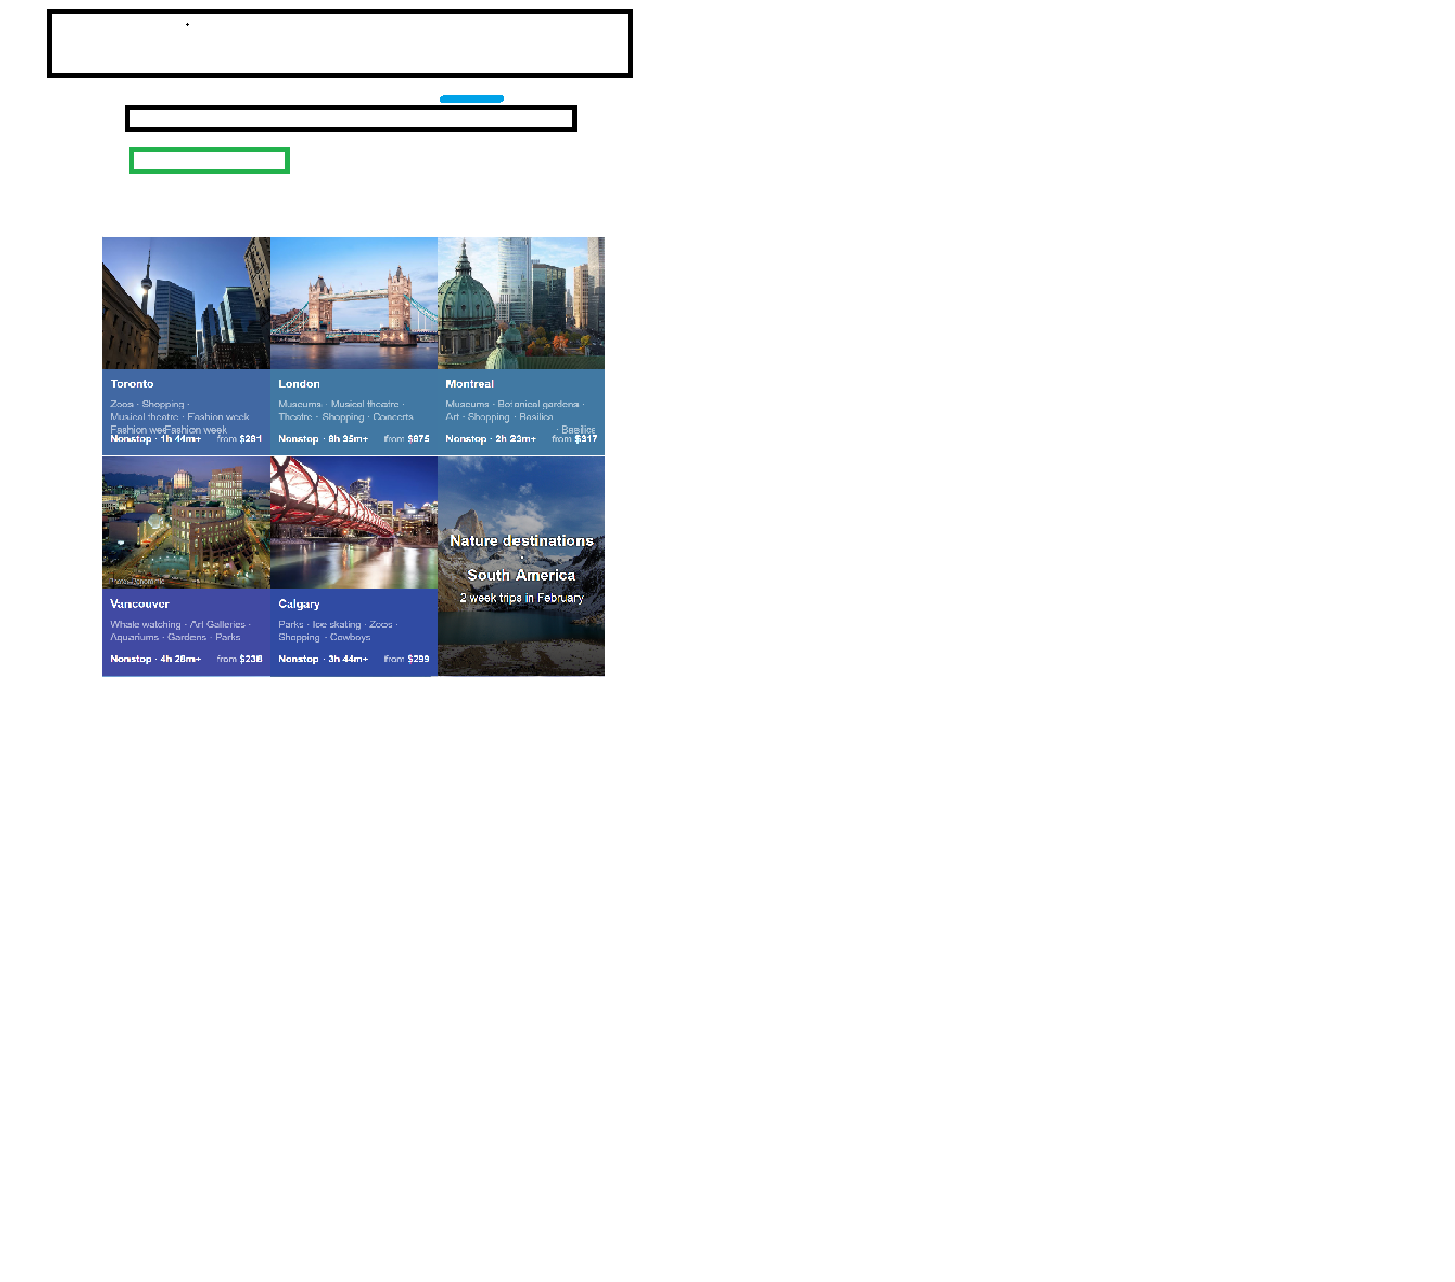 Toronto
Zoos · Shopping ·
Musical theatre · Fashion week
Fashion weeFashion week
Nonstop · 1h 44m+ from $261
London
Museums · Musical theatre ·
Theatre · Shopping · Concerts
Nonstop · 6h 35m+ from $675
Montreal
Museums · Botanical gardens ·
Art · Shopping · Basilica
· Basilica
Nonstop · 2h 23m+ from $317
Vancouver
Whale watching · Art Galleries ·
Aquariums · Gardens · Parks
Nonstop · 4h 28m+ from $238
Calgary
Parks · Ice skating · Zoos ·
Shopping · Cowboys
Nonstop · 3h 44m+ from $299
Nature destinations
·
South America
2 week trips in February